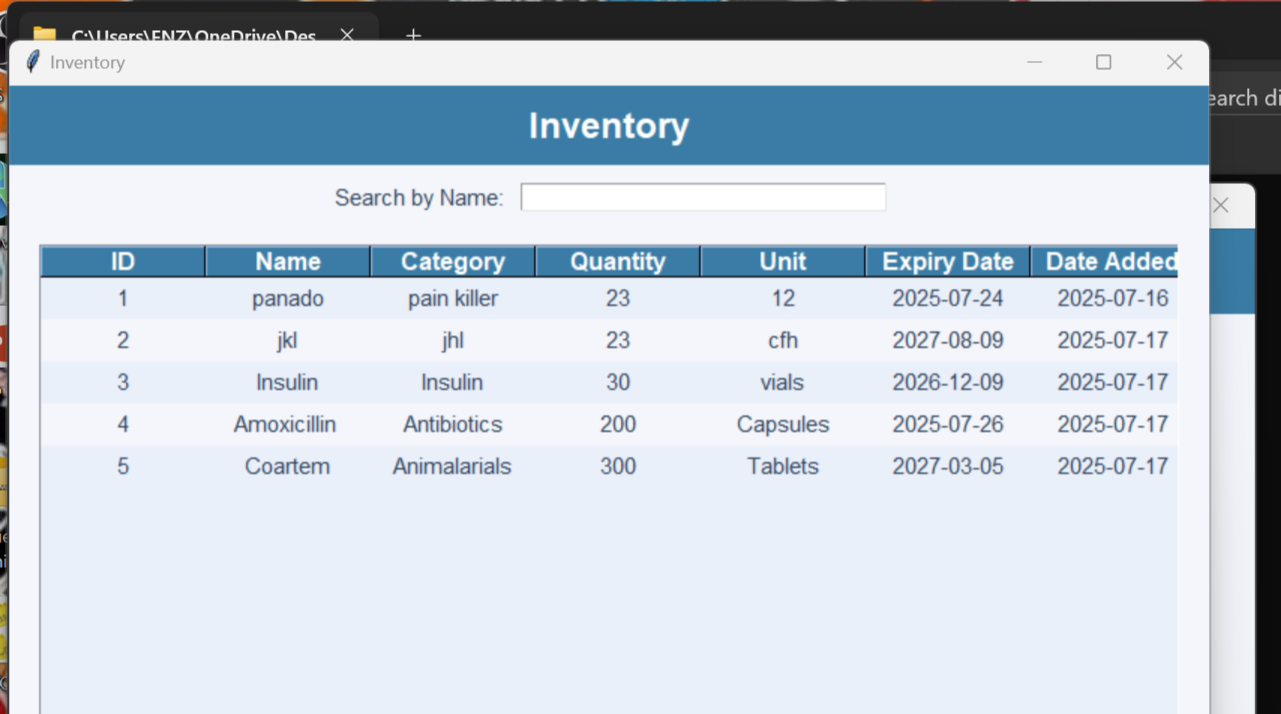 C:\Users\ENZ\OneDrive\Des
Inventory
earch di
Inventory
Search by Name:
ID Name Category Quantity Unit Expiry Date Date Added
1 panado pain killer 23 12 2025-07-24 2025-07-16
2 jkl jhl 23 cfh 2027-08-09 2025-07-17
3 Insulin Insulin 30 vials 2026-12-09 2025-07-17
4 Amoxicillin Antibiotics 200 Capsules 2025-07-26 2025-07-17
5 Coartem Animalarials 300 Tablets 2027-03-05 2025-07-17